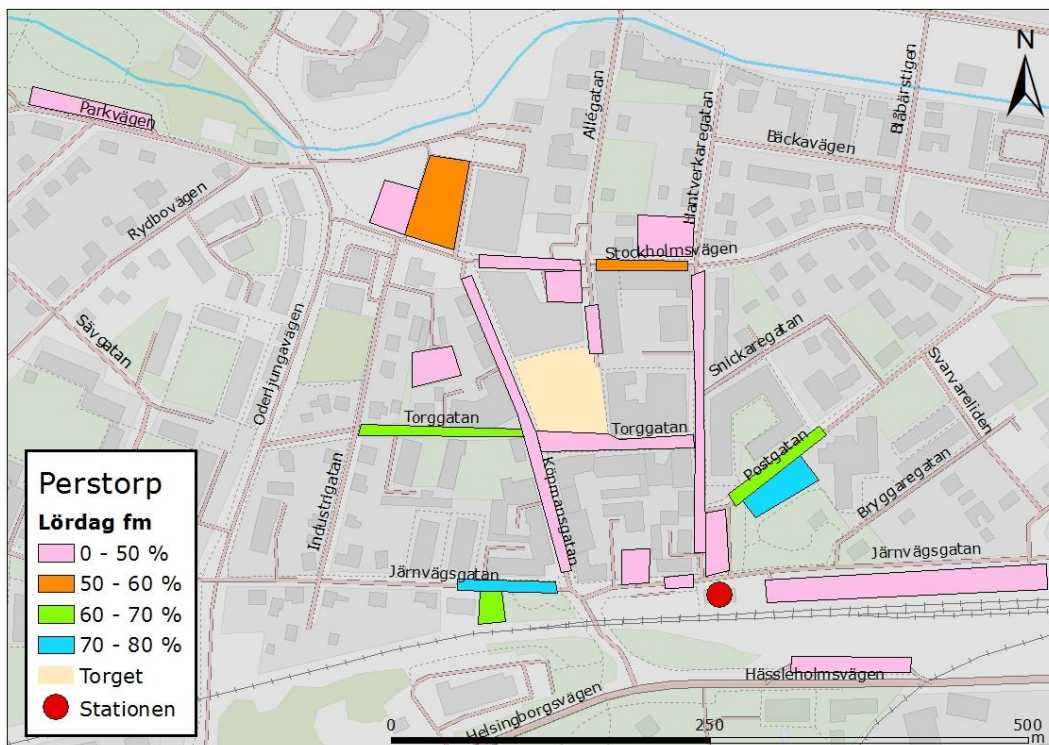 N
Parkvägen
Allégatan
Hantverkaregatan
Blåbärstigen
Bäckavägen
Rydbovägen
Stockholmsvägen
Sävgatan
Oderljungavägen
Snickaregatan
Svarvareliden
Torggatan
Torggatan
Postgatan
Bryggaregatan
Industrigatan
Köpmansgatan
Järnvägsgatan
Järnvägsgatan
Hässleholmsvägen
Helsingborgsvägen
Perstorp
Lördag fm
0 - 50 %
50 - 60 %
60 - 70 %
70 - 80 %
Torget
Stationen
0 250 500
m